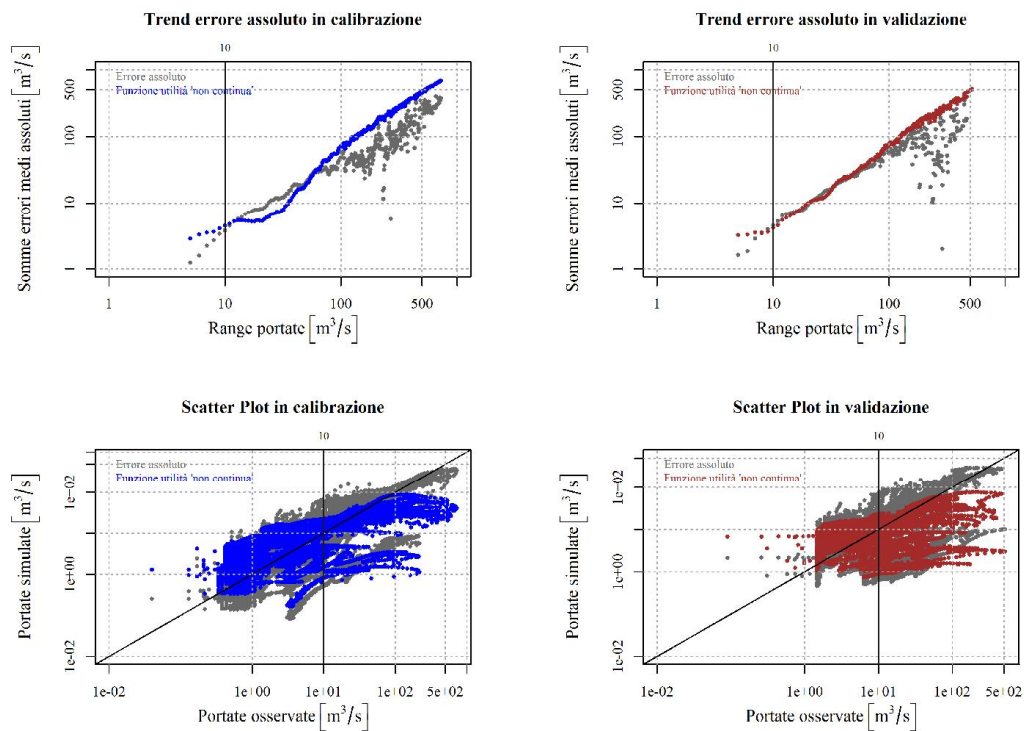 Trend errore assoluto in calibrazione
10
Somme errori medi assoluti [m³/s]
500
100
10
1
Errore assoluto
Funzione utilità 'non continua'
1
10
100
500
Range portate [m³/s]
Trend errore assoluto in validazione
10
Somme errori medi assoluti [m³/s]
500
100
10
1
Errore assoluto
Funzione utilità 'non continua'
1
10
100
500
Range portate [m³/s]
Scatter Plot in calibrazione
10
Portate simulate [m³/s]
1e-02
1e+00
1e-02
Errore assoluto
Funzione utilità 'non continua'
1e-02
1e+00
1e+01
1e+02
5e+02
Portate osservate [m³/s]
Scatter Plot in validazione
10
Portate simulate [m³/s]
1e-02
1e+00
1e-02
Errore assoluto
Funzione utilità 'non continua'
1e-02
1e+00
1e+01
1e+02
5e+02
Portate osservate [m³/s]